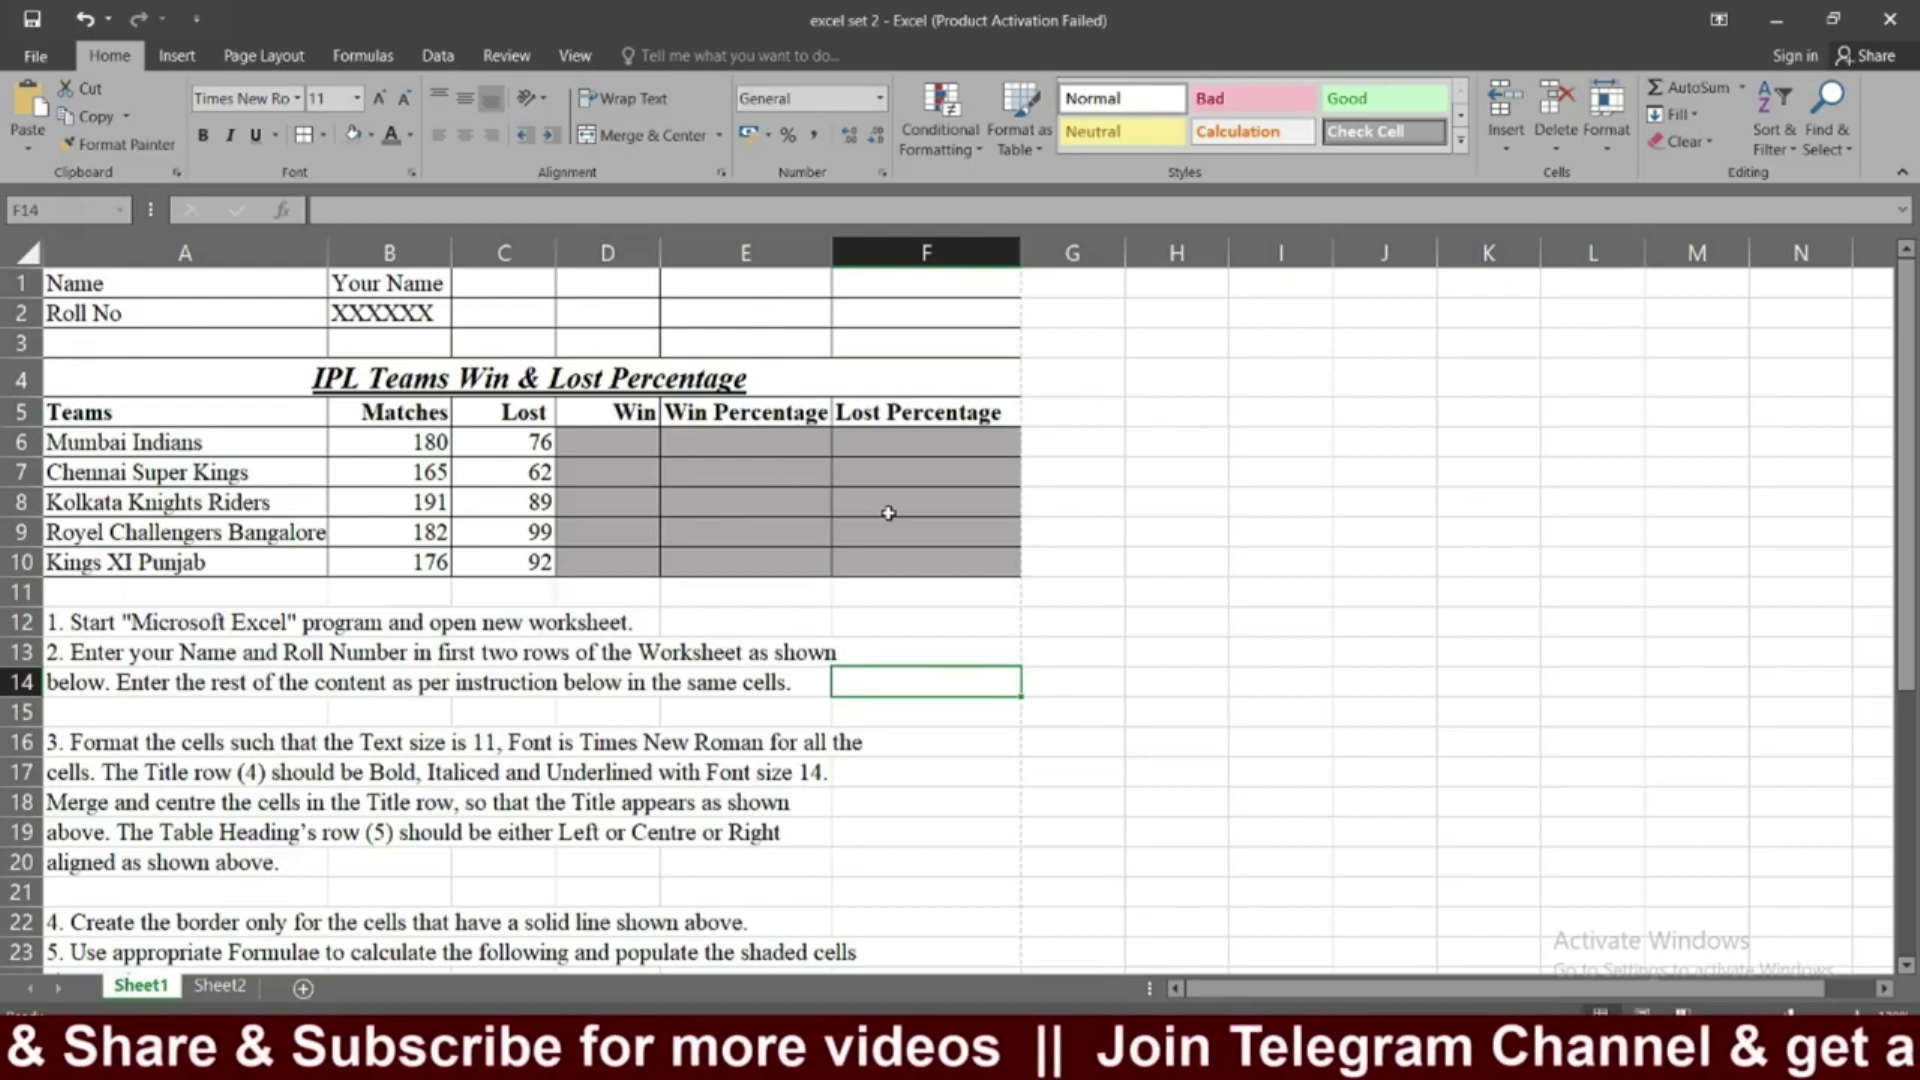 excel set 2 - Excel (Product Activation Failed)
File Home Insert Page Layout Formulas Data Review View Tell me what you want to do... Sign in Share
Paste Cut Copy Format Painter Clipboard
Times New Ro 11 B I U A Font
Wrap Text Merge & Center Alignment
General % , Number
Conditional Formatting Format as Table
Normal Bad Good
Neutral Calculation Check Cell
Styles
Insert Delete Format Cells
AutoSum Fill Clear Sort & Filter Find & Select Editing
F14 fx
A B C D E F G H I J K L M N
1 Name Your Name
2 Roll No XXXXXX
3
4 IPL Teams Win & Lost Percentage
5 Teams Matches Lost Win Win Percentage Lost Percentage
6 Mumbai Indians 180 76
7 Chennai Super Kings 165 62
8 Kolkata Knights Riders 191 89
9 Royel Challengers Bangalore 182 99
10 Kings XI Punjab 176 92
11
12 1. Start "Microsoft Excel" program and open new worksheet.
13 2. Enter your Name and Roll Number in first two rows of the Worksheet as shown
14 below. Enter the rest of the content as per instruction below in the same cells.
15
16 3. Format the cells such that the Text size is 11, Font is Times New Roman for all the
17 cells. The Title row (4) should be Bold, Italiced and Underlined with Font size 14.
18 Merge and centre the cells in the Title row, so that the Title appears as shown
19 above. The Table Heading’s row (5) should be either Left or Centre or Right
20 aligned as shown above.
21
22 4. Create the border only for the cells that have a solid line shown above.
23 5. Use appropriate Formulae to calculate the following and populate the shaded cells
Activate Windows
Go to Settings to activate Windows.
Sheet1 Sheet2
& Share & Subscribe for more videos || Join Telegram Channel & get a